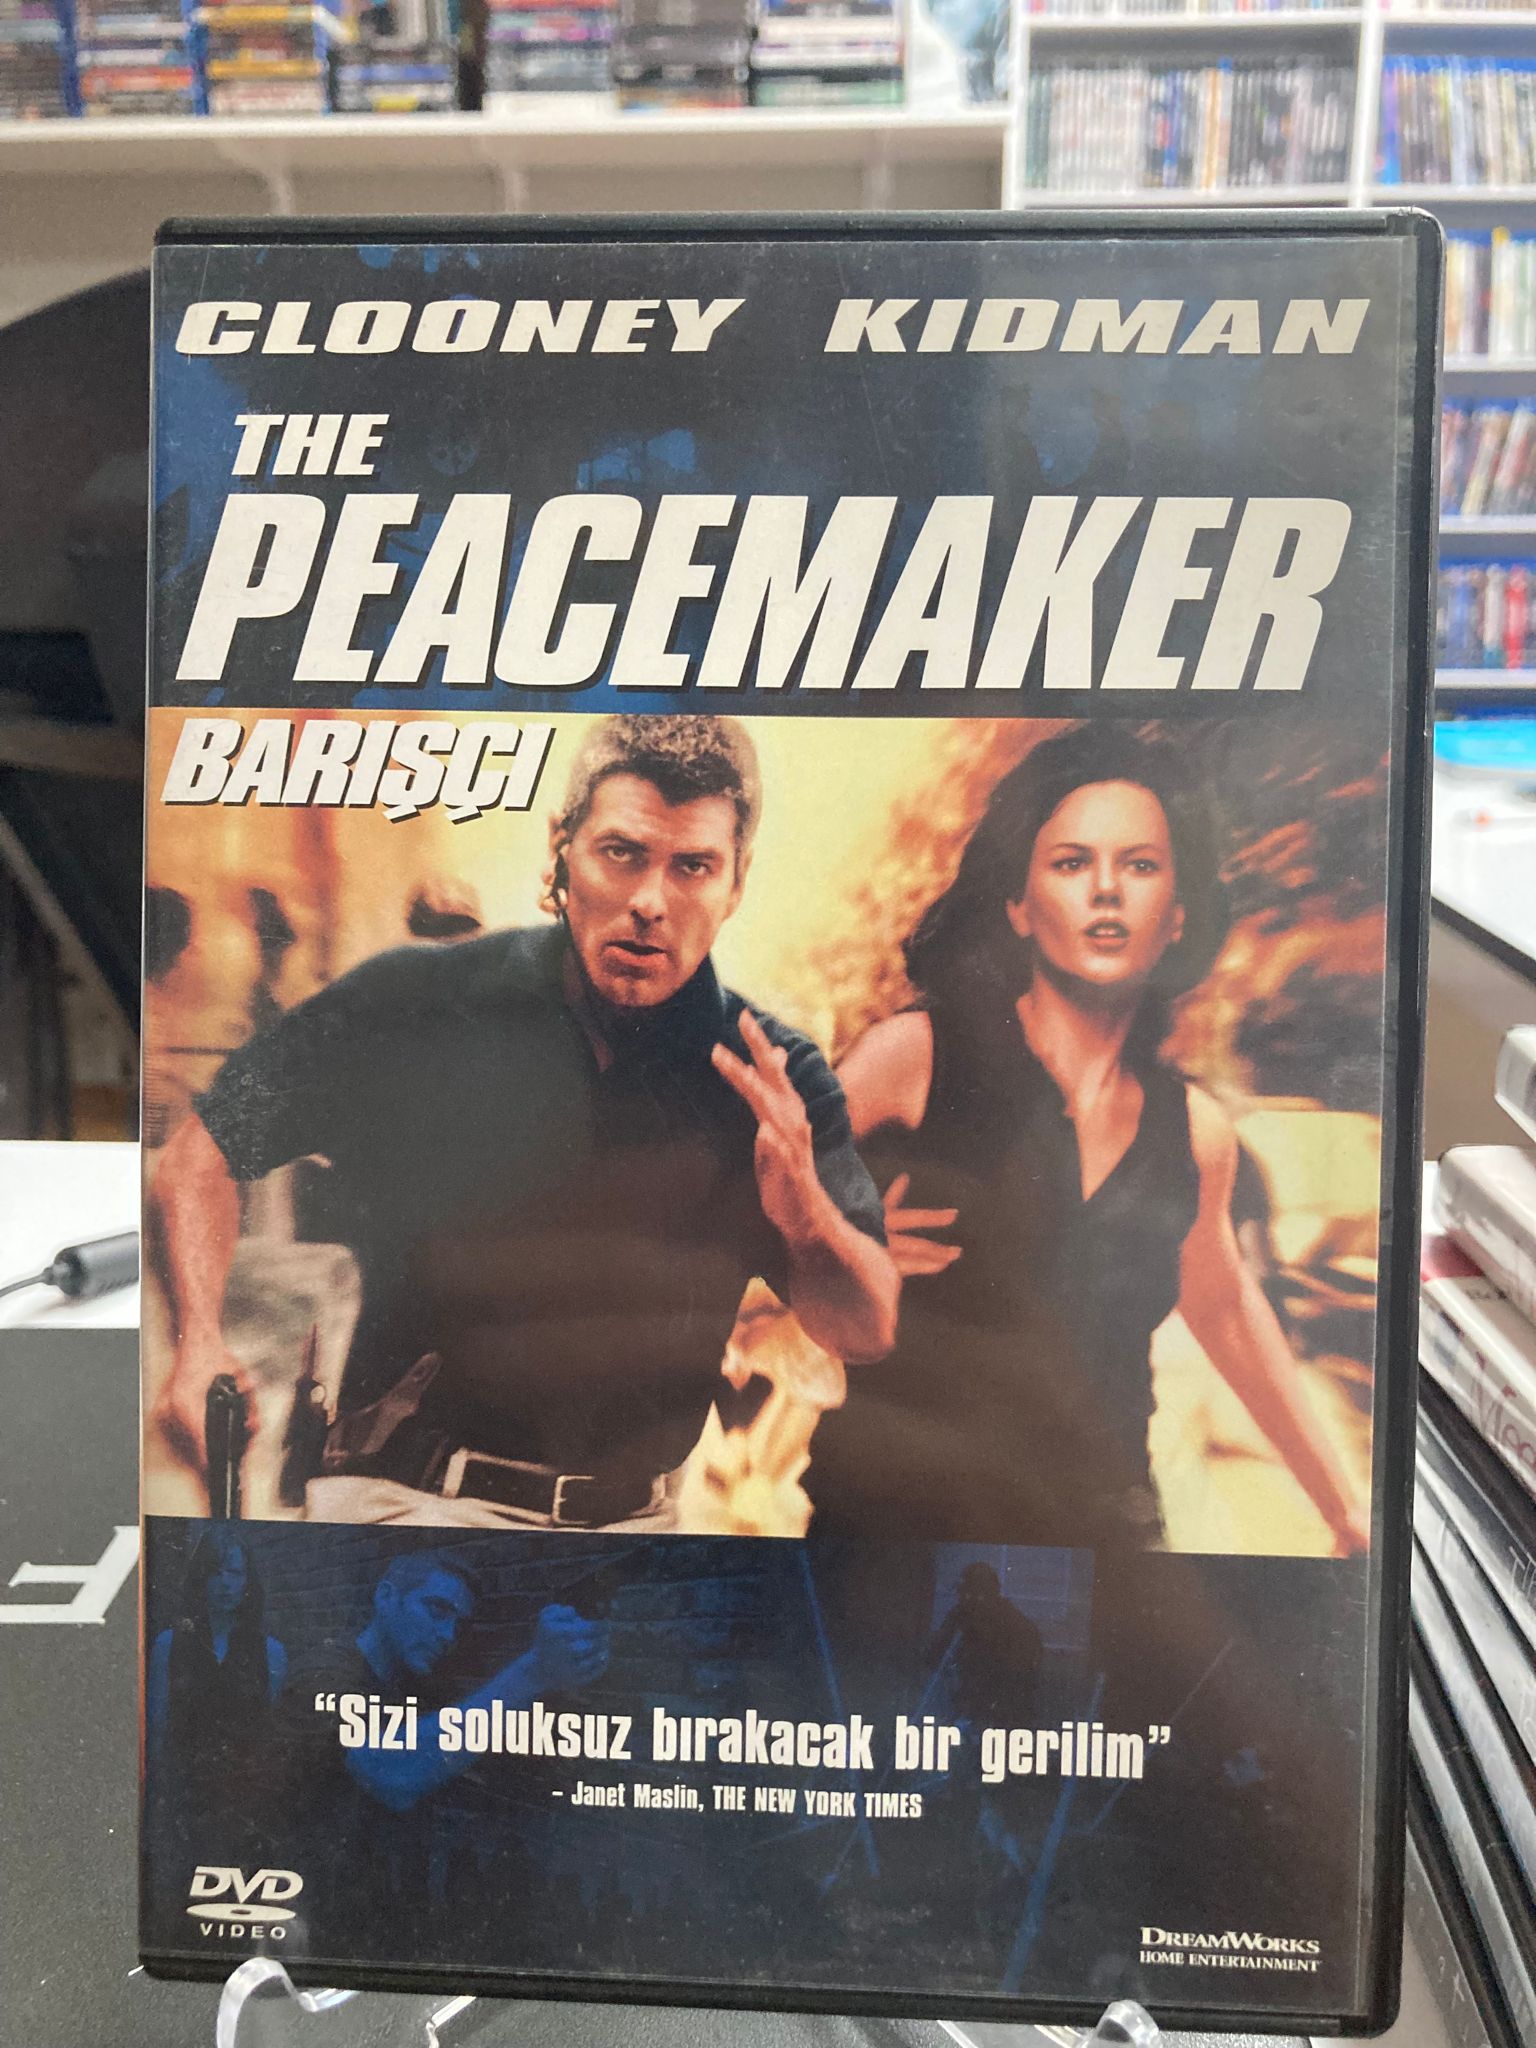 CLOONEY KIDMAN
THE
PEACEMAKER
BARIŞÇI
"Sizi soluksuz bırakacak bir gerilim"
– Janet Maslin, THE NEW YORK TIMES
DVD
VIDEO
DREAMWORKS
HOME ENTERTAINMENT